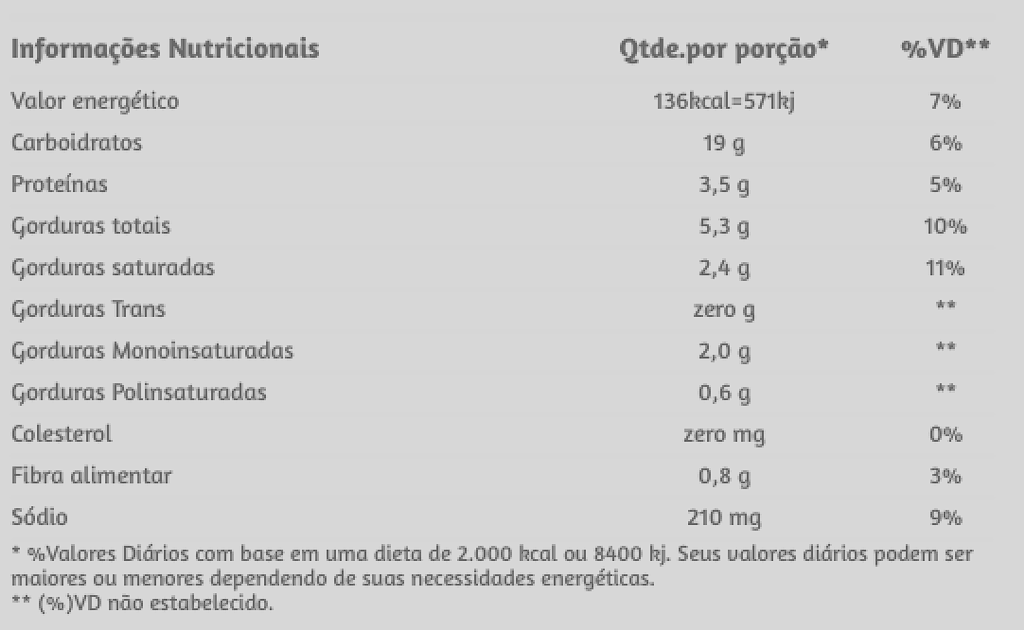 Informações Nutricionais Qtde.por porção* %VD**
Valor energético 136kcal=571kj 7%
Carboidratos 19 g 6%
Proteínas 3,5 g 5%
Gorduras totais 5,3 g 10%
Gorduras saturadas 2,4 g 11%
Gorduras Trans zero g **
Gorduras Monoinsaturadas 2,0 g **
Gorduras Polinsaturadas 0,6 g **
Colesterol zero mg 0%
Fibra alimentar 0,8 g 3%
Sódio 210 mg 9%
* %Valores Diários com base em uma dieta de 2.000 kcal ou 8400 kj. Seus valores diários podem ser
maiores ou menores dependendo de suas necessidades energéticas.
** (%)VD não estabelecido.